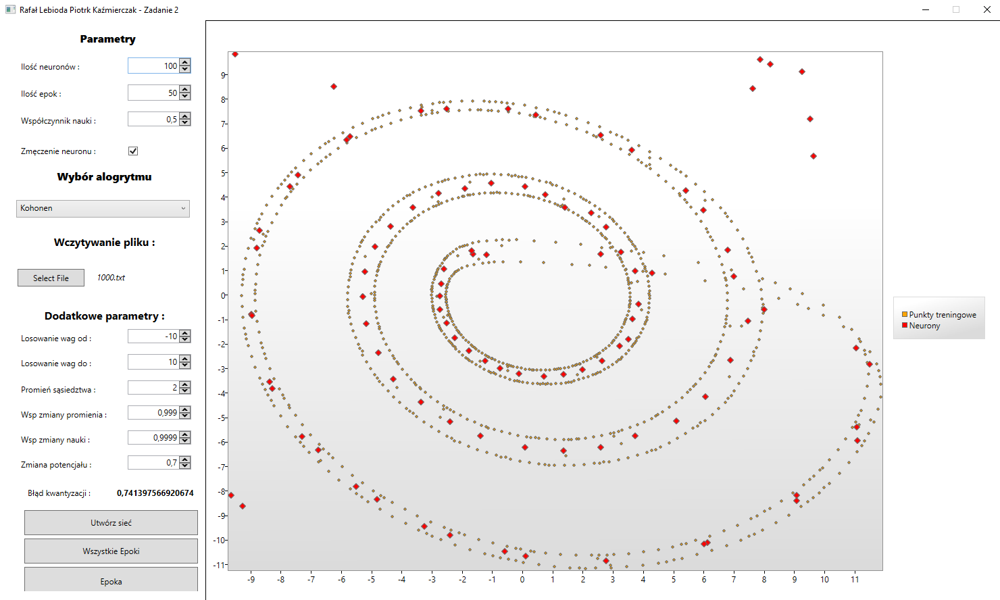 Rafał Lebioda Piotrk Kaźmierczak - Zadanie 2
Parametry
Ilość neuronów : 100
Ilość epok : 50
Współczynnik nauki : 0,5
Zmęczenie neuronu :
Wybór alogrytmu
Kohonen
Wczytywanie pliku :
Select File 1000.txt
Dodatkowe parametry :
Losowanie wag od : -10
Losowanie wag do : 10
Promień sąsiedztwa : 2
Wsp zmiany promienia : 0,999
Wsp zmiany nauki : 0,9999
Zmiana potencjału : 0,7
Błąd kwantyzacji : 0,741397566920674
Utwórz sieć
Wszystkie Epoki
Epoka
9
8
7
6
5
4
3
2
1
0
-1
-2
-3
-4
-5
-6
-7
-8
-9
-10
-11
-9 -8 -7 -6 -5 -4 -3 -2 -1 0 1 2 3 4 5 6 7 8 9 10 11
Punkty treningowe
Neurony